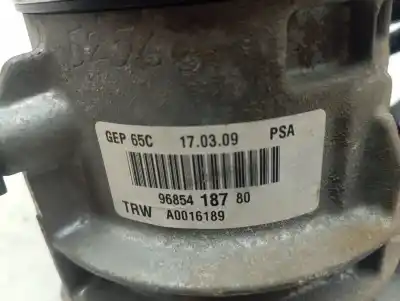 GEP 65C 17.03.09 PSA
96854 187 80
TRW A0016189